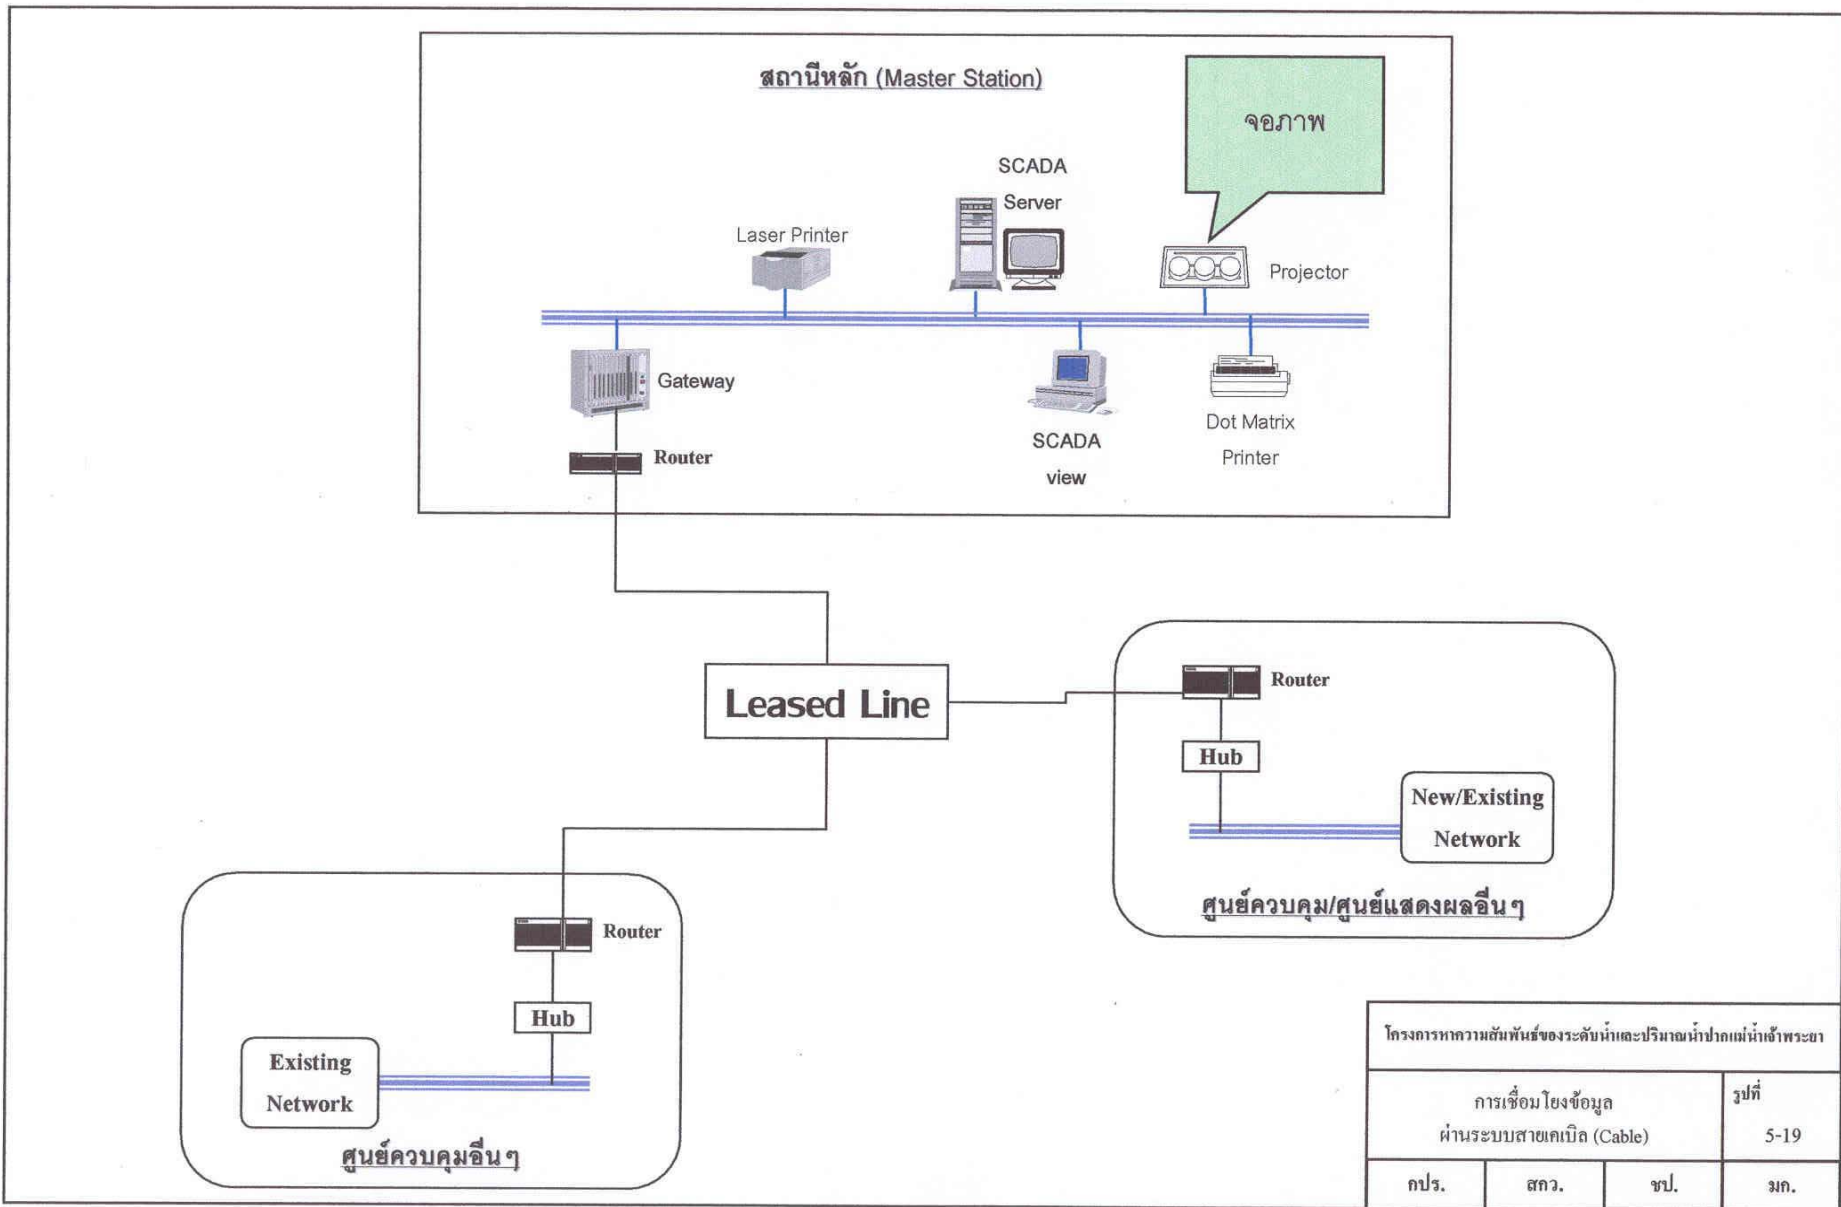 สถานีหลัก (Master Station)
จอภาพ
SCADA
Server
Laser Printer
Projector
Gateway
Dot Matrix
Printer
SCADA
view
Router
Leased Line
Router
Hub
New/Existing
Network
ศูนย์ควบคุม/ศูนย์แสดงผลอื่นๆ
Router
Hub
Existing
Network
ศูนย์ควบคุมอื่นๆ
โครงการหาความสัมพันธ์ของระดับน้ำและปริมาณน้ำปากแม่น้ำเจ้าพระยา
การเชื่อมโยงข้อมูล
ผ่านระบบสายเคเบิล (Cable)
รูปที่
5-19
กปร.
สกว.
ชป.
มก.